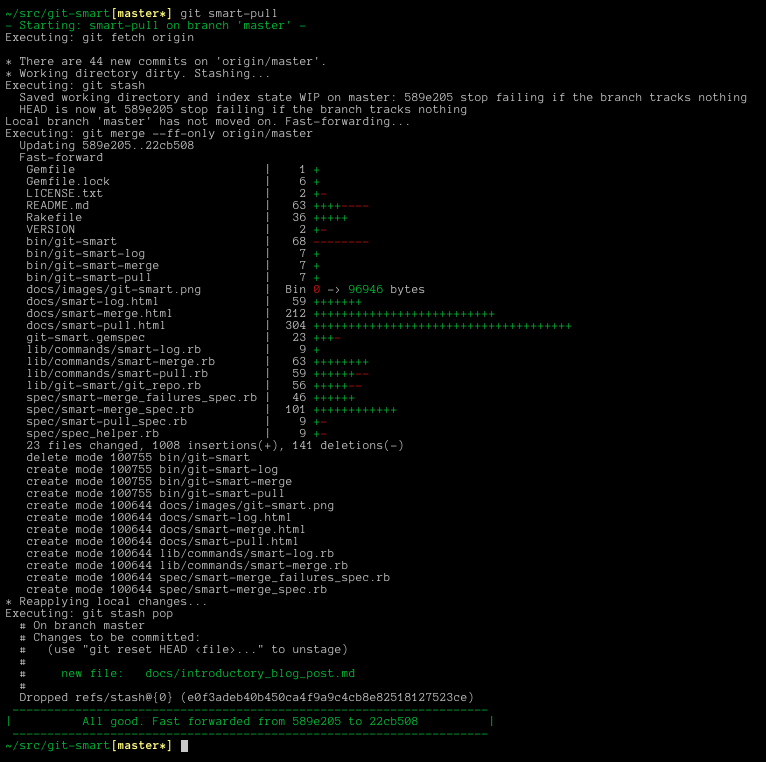 ~/src/git-smart[master*] git smart-pull
- Starting: smart-pull on branch 'master' -
Executing: git fetch origin

* There are 44 new commits on 'origin/master'.
* Working directory dirty. Stashing...
Executing: git stash
  Saved working directory and index state WIP on master: 589e205 stop failing if the branch tracks nothing
  HEAD is now at 589e205 stop failing if the branch tracks nothing
Local branch 'master' has not moved on. Fast-forwarding...
Executing: git merge --ff-only origin/master
  Updating 589e205..22cb508
  Fast-forward
   Gemfile                           |    1 +
   Gemfile.lock                      |    6 +
   LICENSE.txt                       |    2 +-
   README.md                         |   63 ++++----
   Rakefile                          |   36 +++++
   VERSION                           |    2 +-
   bin/git-smart                     |   68 --------
   bin/git-smart-log                 |    7 +
   bin/git-smart-merge               |    7 +
   bin/git-smart-pull                |    7 +
   docs/images/git-smart.png         |  Bin 0 -> 96946 bytes
   docs/smart-log.html               |   59 +++++++
   docs/smart-merge.html             |  212 ++++++++++++++++++++++++++
   docs/smart-pull.html              |  304 +++++++++++++++++++++++++++++++++++++
   git-smart.gemspec                 |   23 +++-
   lib/commands/smart-log.rb         |    9 +
   lib/commands/smart-merge.rb       |   63 ++++++++
   lib/commands/smart-pull.rb        |   59 ++++++--
   lib/git-smart/git_repo.rb         |   56 +++++--
   spec/smart-merge_failures_spec.rb |   46 ++++++
   spec/smart-merge_spec.rb          |  101 ++++++++++++
   spec/smart-pull_spec.rb           |    9 +-
   spec/spec_helper.rb               |    9 +-
   23 files changed, 1008 insertions(+), 141 deletions(-)
   delete mode 100755 bin/git-smart
   create mode 100755 bin/git-smart-log
   create mode 100755 bin/git-smart-merge
   create mode 100755 bin/git-smart-pull
   create mode 100644 docs/images/git-smart.png
   create mode 100644 docs/smart-log.html
   create mode 100644 docs/smart-merge.html
   create mode 100644 docs/smart-pull.html
   create mode 100644 lib/commands/smart-log.rb
   create mode 100644 lib/commands/smart-merge.rb
   create mode 100644 spec/smart-merge_failures_spec.rb
   create mode 100644 spec/smart-merge_spec.rb
* Reapplying local changes...
Executing: git stash pop
  # On branch master
  # Changes to be committed:
  #   (use "git reset HEAD <file>..." to unstage)
  #
  #     new file:   docs/introductory_blog_post.md
  #
  Dropped refs/stash@{0} (e0f3adeb40b450ca4f9a9c4cb8e82518127523ce)
 --------------------------------------------------------------------
|          All good. Fast forwarded from 589e205 to 22cb508          |
 --------------------------------------------------------------------
~/src/git-smart[master*]